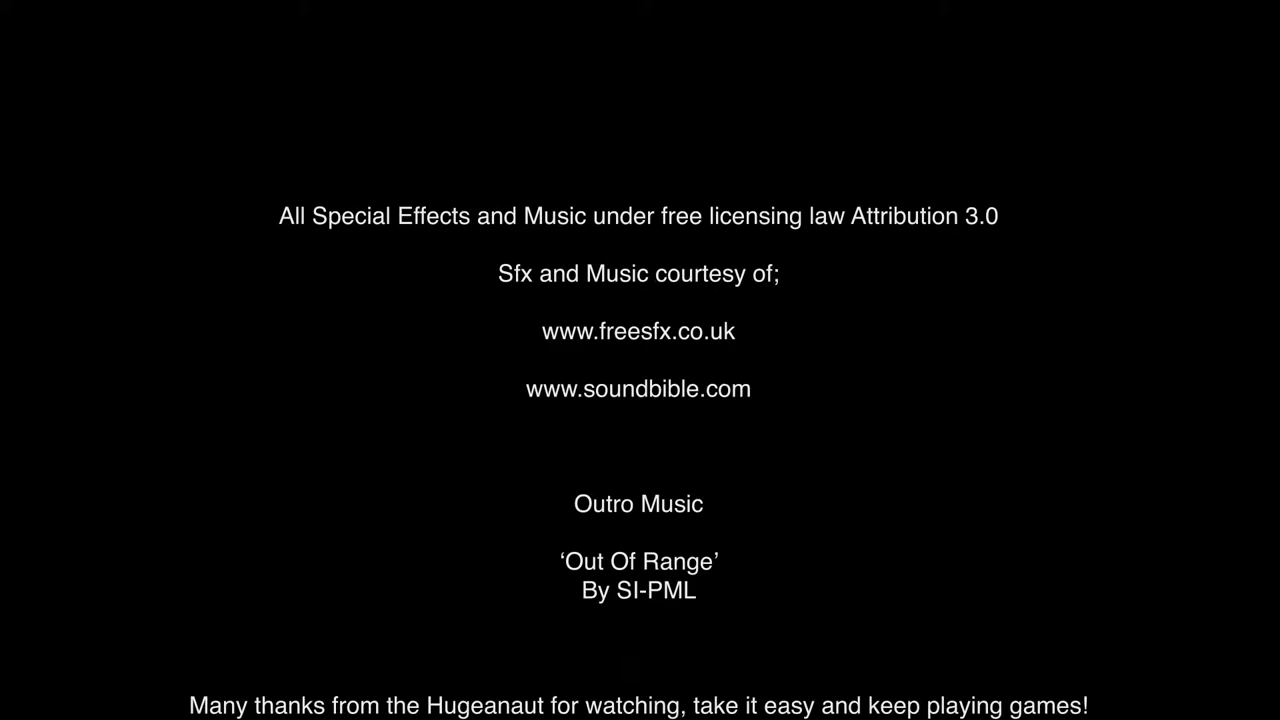 All Special Effects and Music under free licensing law Attribution 3.0
Sfx and Music courtesy of;
www.freesfx.co.uk
www.soundbible.com
Outro Music
‘Out Of Range’
By SI-PML
Many thanks from the Hugeanaut for watching, take it easy and keep playing games!